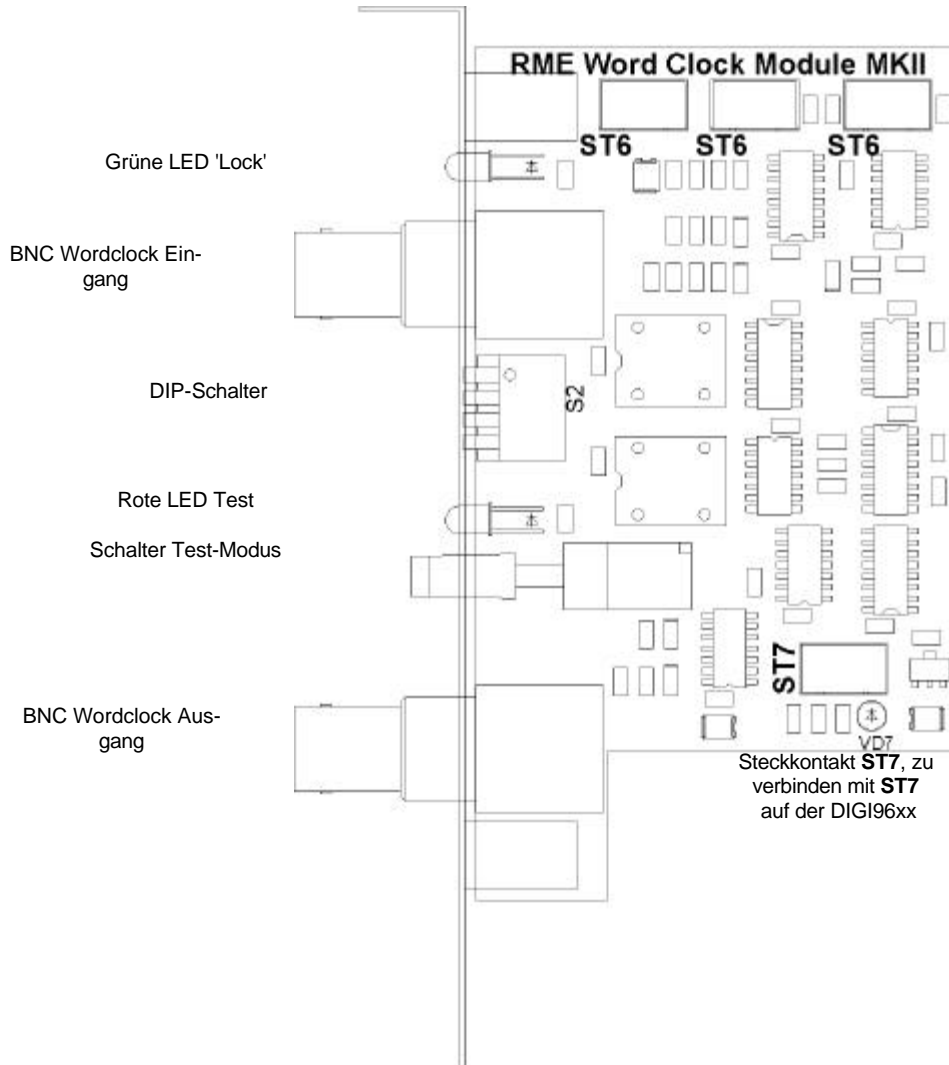 RME Word Clock Module MKII
ST6 ST6 ST6
Grüne LED 'Lock'
BNC Wordclock Ein-
gang
DIP-Schalter
S2
Rote LED Test
Schalter Test-Modus
ST7
BNC Wordclock Aus-
gang
VD7
Steckkontakt ST7, zu
verbinden mit ST7
auf der DIGI96xx